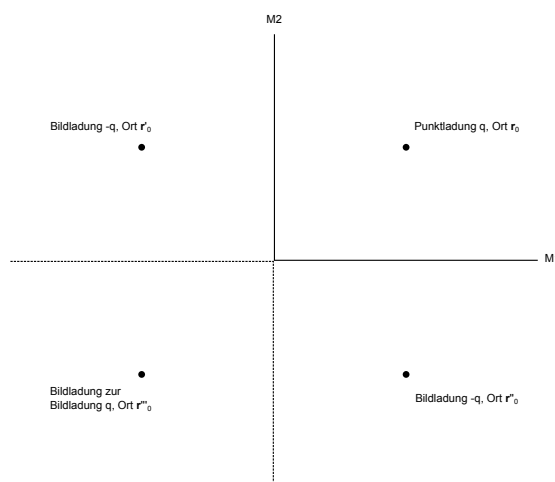 M2
Bildladung -q, Ort r'₀
Punktladung q, Ort r₀
M
Bildladung zur
Bildladung q, Ort r'''₀
Bildladung -q, Ort r''₀